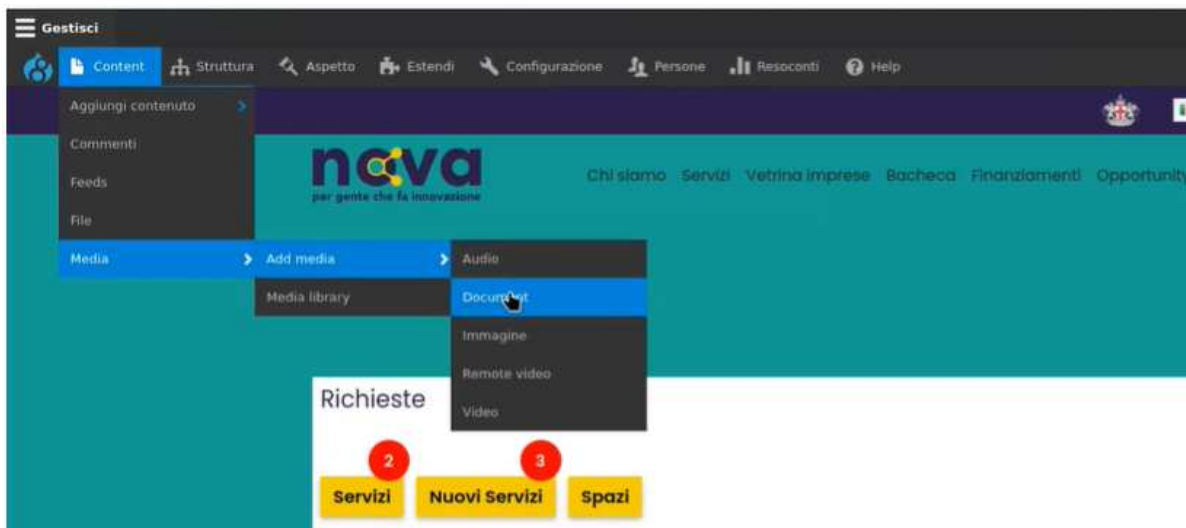 Gestisci
Content Struttura Aspetto Estendi Configurazione Persone Resoconti Help
Aggiungi contenuto
Commenti
nova
Chi siamo Servizi Vetrina imprese Bacheca Finanziamenti Opportunity
Feeds
per gente che fa innovazione
File
Media Add media Audio
Media library Document
Immagine
Remote video
Richieste
Video
2 3
Servizi Nuovi Servizi Spazi